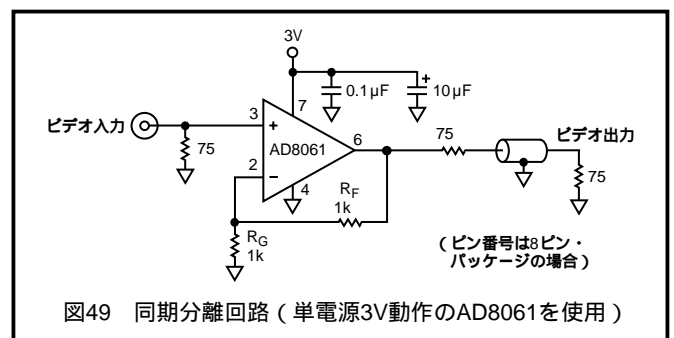 3V
0.1μF
+
10μF
7
ビデオ入力
3
+
6
75
ビデオ出力
75
AD8061
2
−
4
75
R_F
1k
R_G
1k
(ピン番号は8ピン・
パッケージの場合)
図49 同期分離回路(単電源3V動作のAD8061を使用)